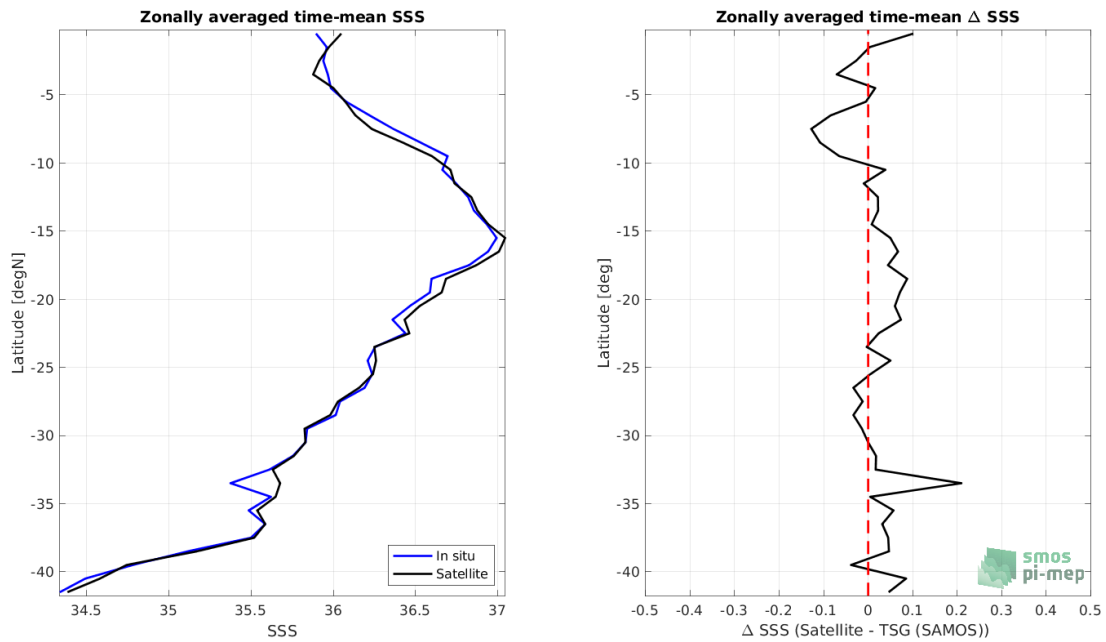 Zonally averaged time-mean SSS
-5
-10
-15
-20
-25
-30
-35
-40
Latitude [degN]
34.5 35 35.5 36 36.5 37
SSS
In situ
Satellite
Zonally averaged time-mean Δ SSS
-5
-10
-15
-20
-25
-30
-35
-40
Latitude [deg]
-0.5 -0.4 -0.3 -0.2 -0.1 0 0.1 0.2 0.3 0.4 0.5
Δ SSS (Satellite - TSG (SAMOS))
smos
pi-mep